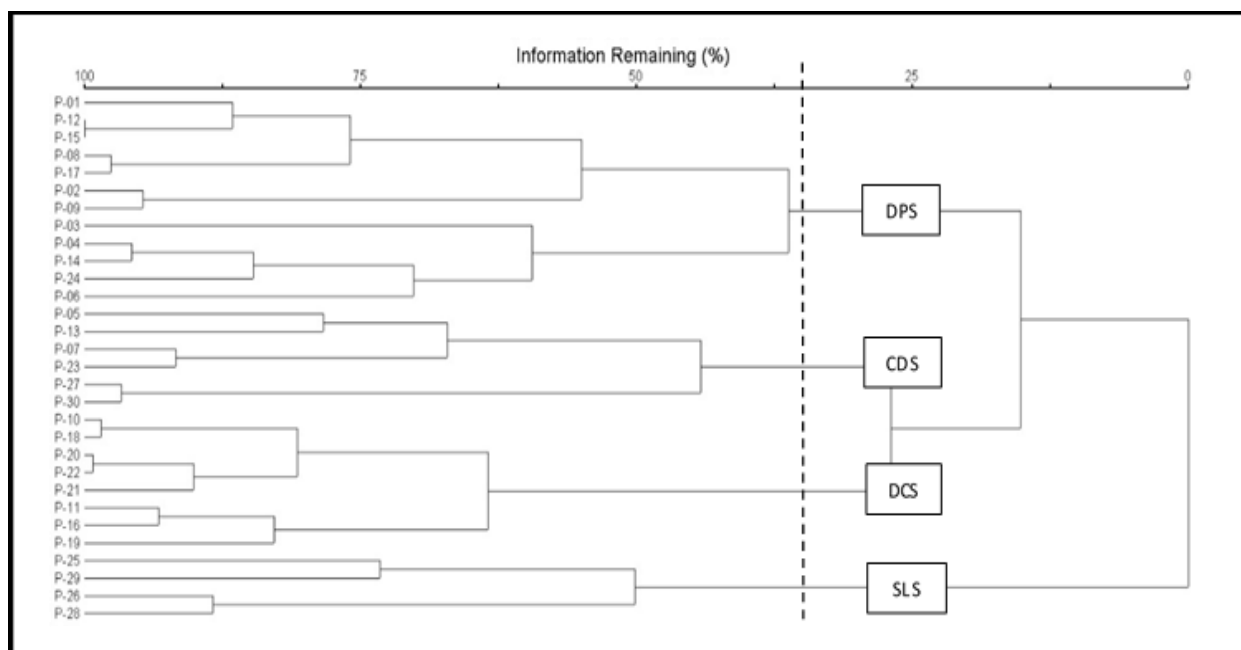 Information Remaining (%)
100 75 50 25 0
P-01
P-12
P-15
P-08
P-17
P-02
P-09
P-03
P-04
P-14
P-24
P-06
P-05
P-13
P-07
P-23
P-27
P-30
P-10
P-18
P-20
P-22
P-21
P-11
P-16
P-19
P-25
P-29
P-26
P-28
DPS
CDS
DCS
SLS